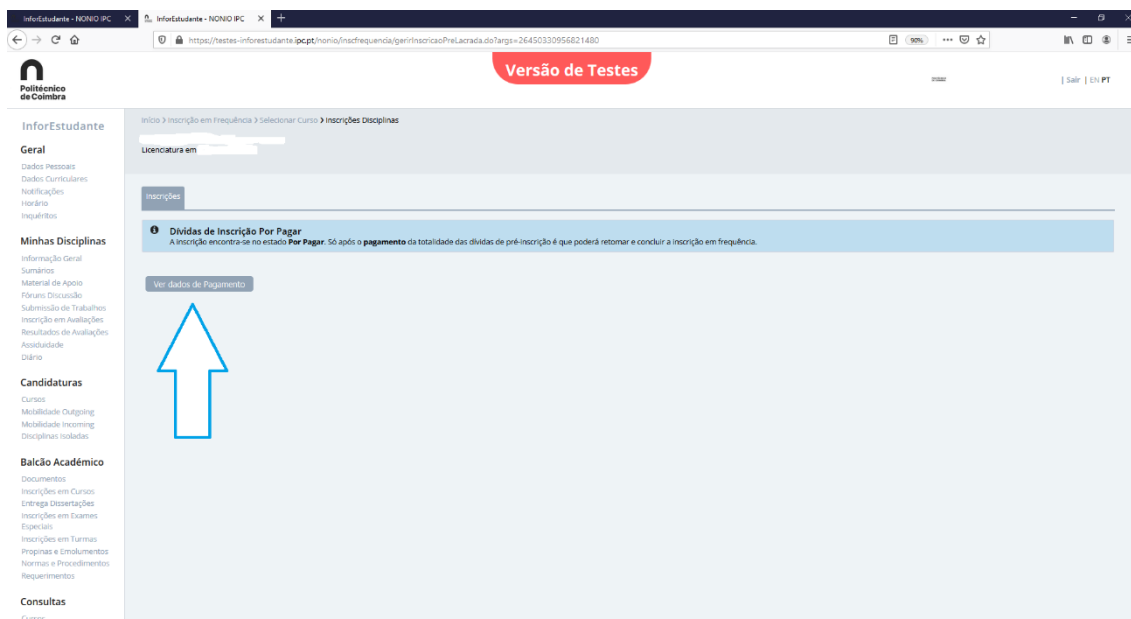 InforEstudante - NONIO IPC
InforEstudante - NONIO IPC
https://testes-inforestudante.ipc.pt/nonio/inscfrequencia/gerirInscricaoPreLacrada.do?args=26450330956821480
90%
Politécnico
de Coimbra
Versão de Testes
| Sair | EN PT
InforEstudante
Início > Inscrição em Frequência > Selecionar Curso > Inscrições Disciplinas
Licenciatura em
Geral
Dados Pessoais
Dados Curriculares
Notificações
Horário
Inquéritos
Inscrições
Dívidas de Inscrição Por Pagar
A inscrição encontra-se no estado Por Pagar. Só após o pagamento da totalidade das dívidas de pré-inscrição é que poderá retomar e concluir a inscrição em frequência.
Ver dados de Pagamento
Minhas Disciplinas
Informação Geral
Sumários
Material de Apoio
Fóruns Discussão
Submissão de Trabalhos
Inscrição em Avaliações
Resultados de Avaliações
Assiduidade
Diário
Candidaturas
Cursos
Mobilidade Outgoing
Mobilidade Incoming
Disciplinas Isoladas
Balcão Académico
Documentos
Inscrições em Cursos
Entrega Dissertações
Inscrições em Exames
Especiais
Inscrições em Turmas
Propinas e Emolumentos
Normas e Procedimentos
Requerimentos
Consultas